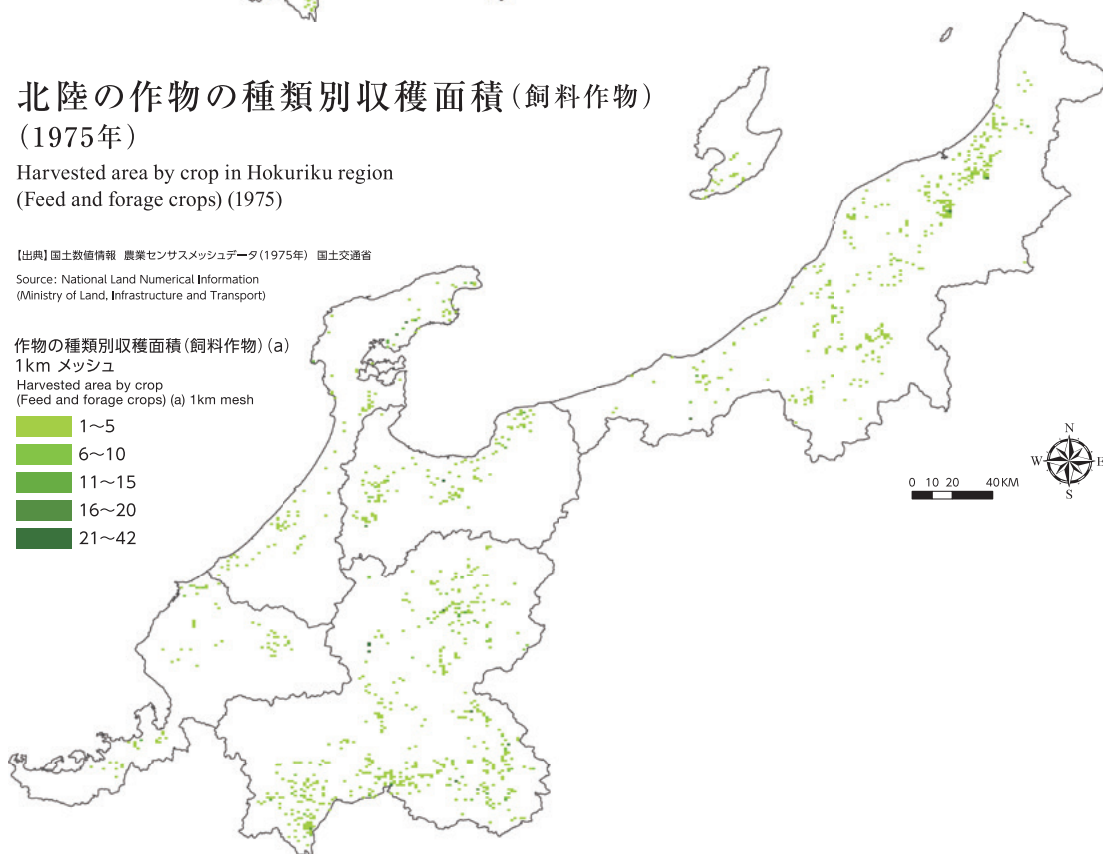 北陸の作物の種類別収穫面積(飼料作物)
(1975年)
Harvested area by crop in Hokuriku region
(Feed and forage crops) (1975)
【出典】国土数値情報 農業センサスメッシュデータ(1975年) 国土交通省
Source: National Land Numerical Information
(Ministry of Land, Infrastructure and Transport)
作物の種類別収穫面積(飼料作物)(a)
1km メッシュ
Harvested area by crop
(Feed and forage crops) (a) 1km mesh
1～5
6～10
11～15
16～20
21～42
N
W E
S
0 10 20 40KM